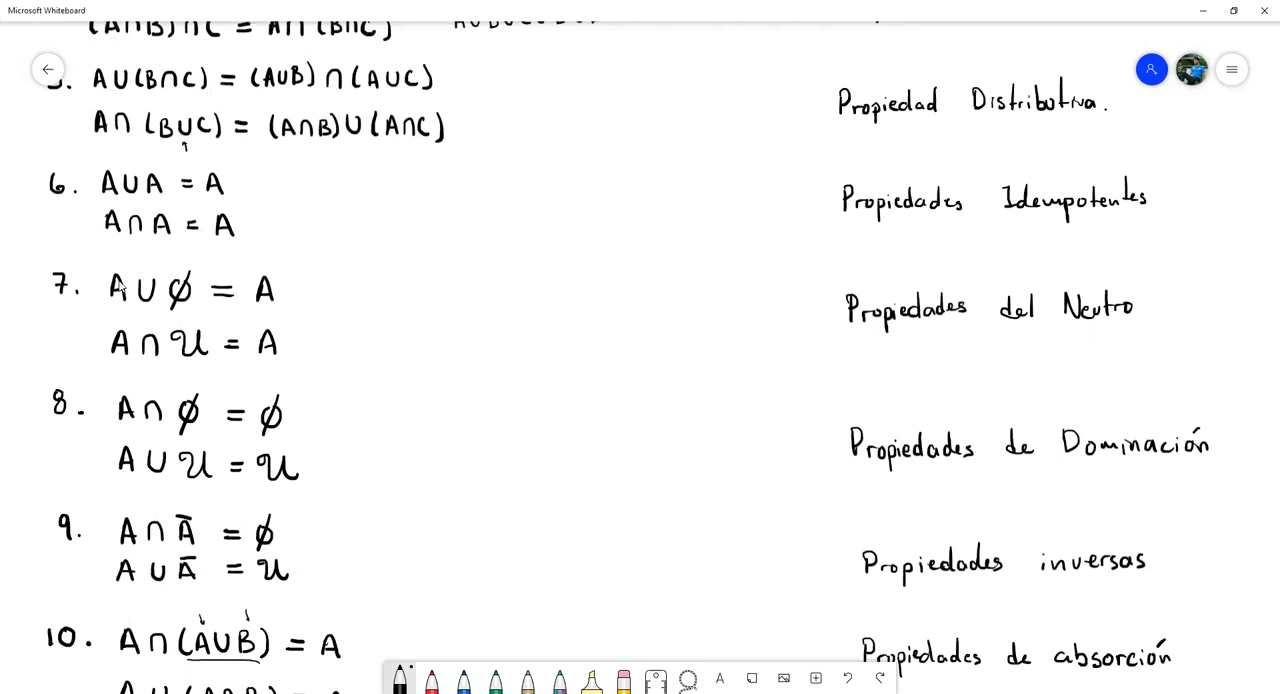 Microsoft Whiteboard
(A∩B)∩C = A∩(B∩C)
5. A∪(B∩C) = (A∪B)∩(A∪C)
Propiedad Distributiva.
A∩(B∪C) = (A∩B)∪(A∩C)
6. A∪A = A
Propiedades Idempotentes
A∩A = A
7. A∪∅ = A
Propiedades del Neutro
A∩𝒰 = A
8. A∩∅ = ∅
Propiedades de Dominación
A∪𝒰 = 𝒰
9. A∩A̅ = ∅
Propiedades inversas
A∪A̅ = 𝒰
10. A∩(A∪B) = A
Propiedades de absorción